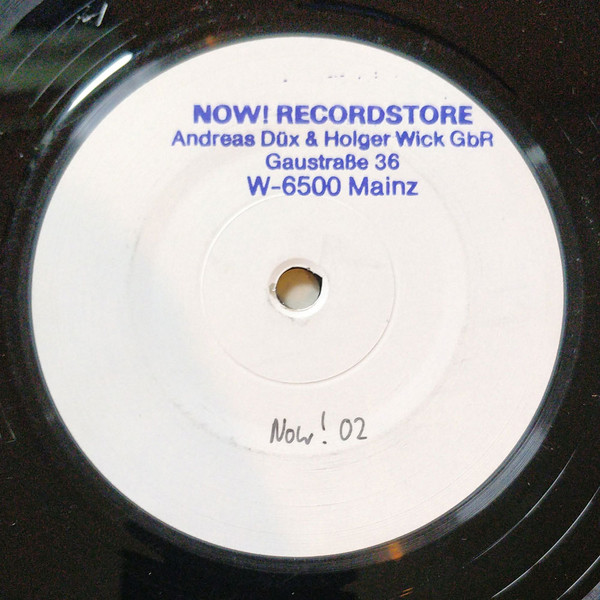 NOW! RECORDSTORE
Andreas Düx & Holger Wick GbR
Gaustraße 36
W-6500 Mainz
Now! 02